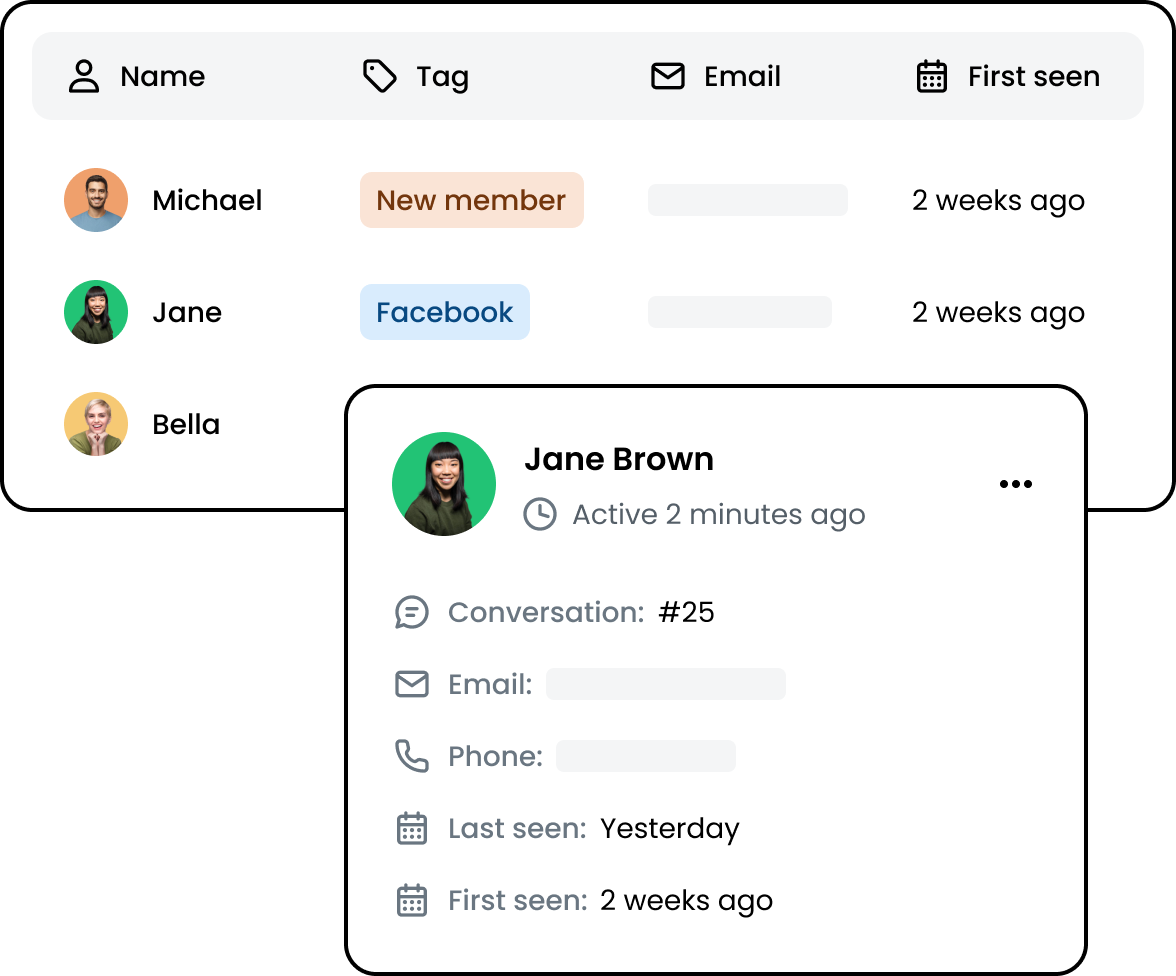 Name Tag Email First seen
Michael New member 2 weeks ago
Jane Facebook 2 weeks ago
Bella
Jane Brown
Active 2 minutes ago
Conversation: #25
Email:
Phone:
Last seen: Yesterday
First seen: 2 weeks ago